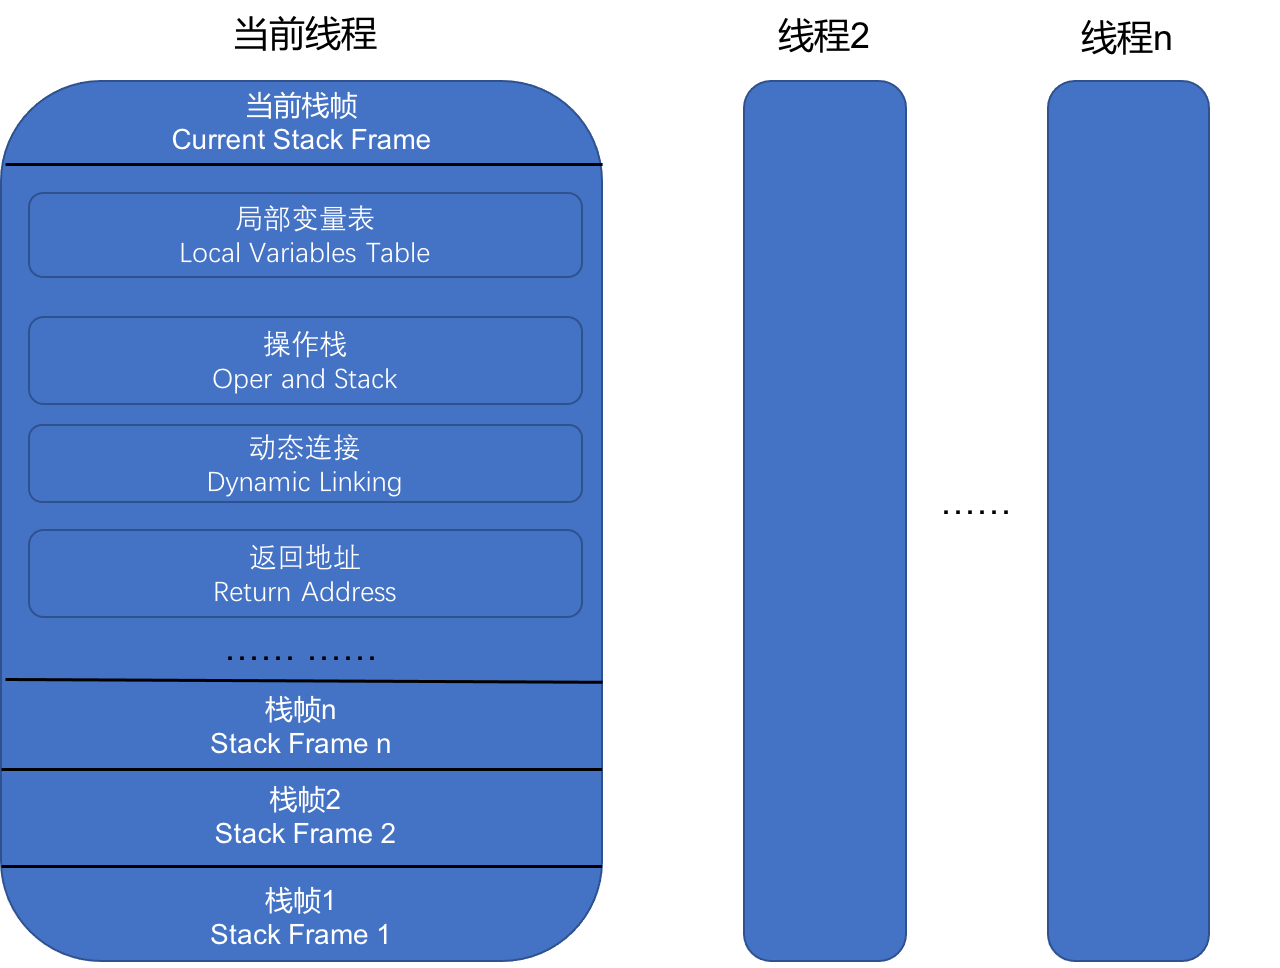 当前线程
线程2
线程n
当前栈帧
Current Stack Frame
局部变量表
Local Variables Table
操作栈
Oper and Stack
动态连接
Dynamic Linking
返回地址
Return Address
…… ……
……
栈帧n
Stack Frame n
栈帧2
Stack Frame 2
栈帧1
Stack Frame 1